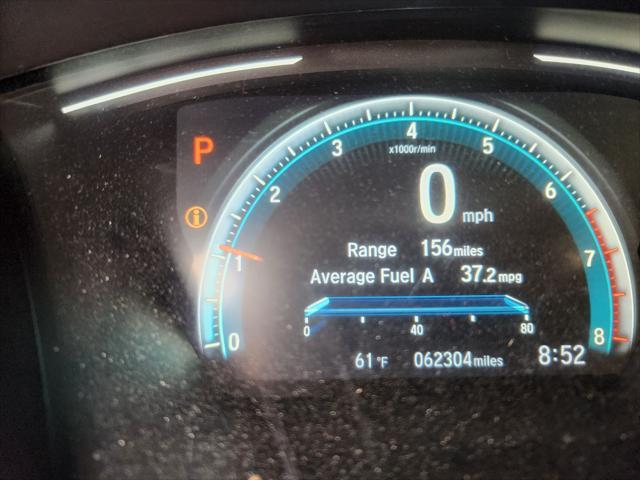 P
4
3
5
x1000r/min
2
6
0 mph
i
Range 156 miles
1
7
Average Fuel A 37.2 mpg
0
8
0 40 80
61 °F 062304 miles 8:52